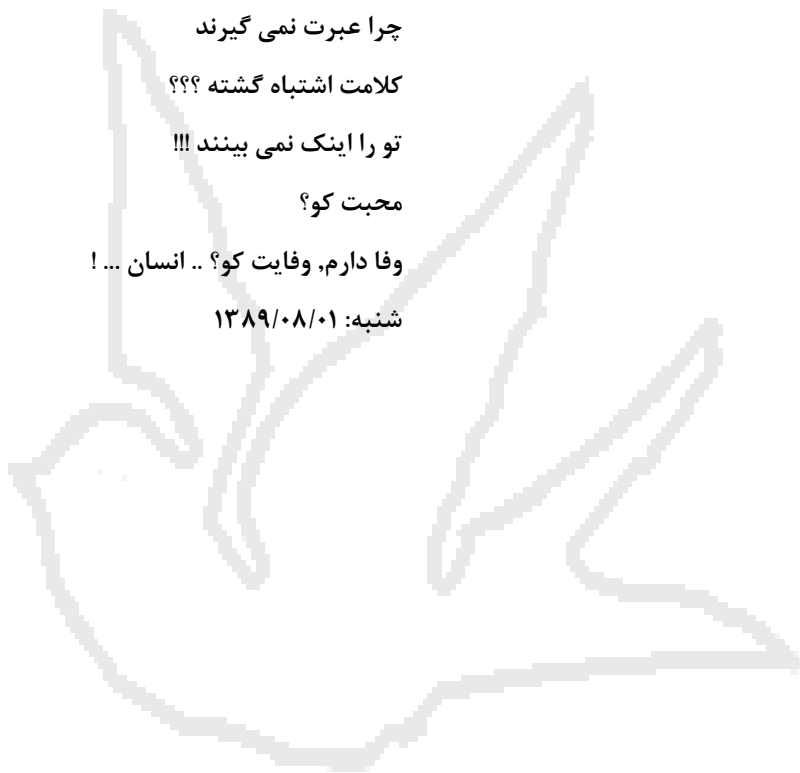 چرا عبرت نمی گیرند
کلامت اشتباه گشته ؟؟؟
تو را اینک نمی بینند !!!
محبت کو؟
وفا دارم, وفایت کو؟ .. انسان ... !
شنبه: ۱۳۸۹/۰۸/۰۱